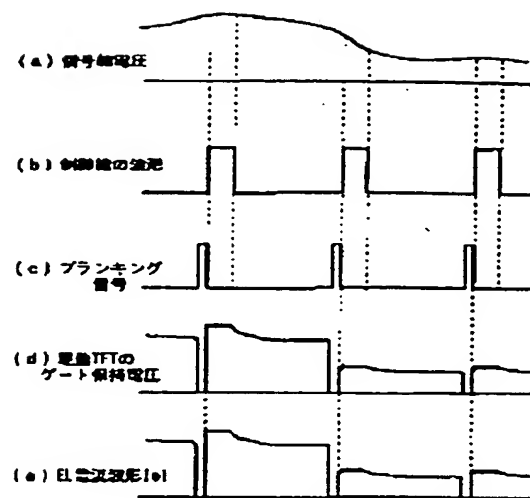 (a) 信号線電圧
(b) 制御線の波形
(c) ブランキング
信号
(d) 駆動TFTの
ゲート保持電圧
(e) EL電流波形